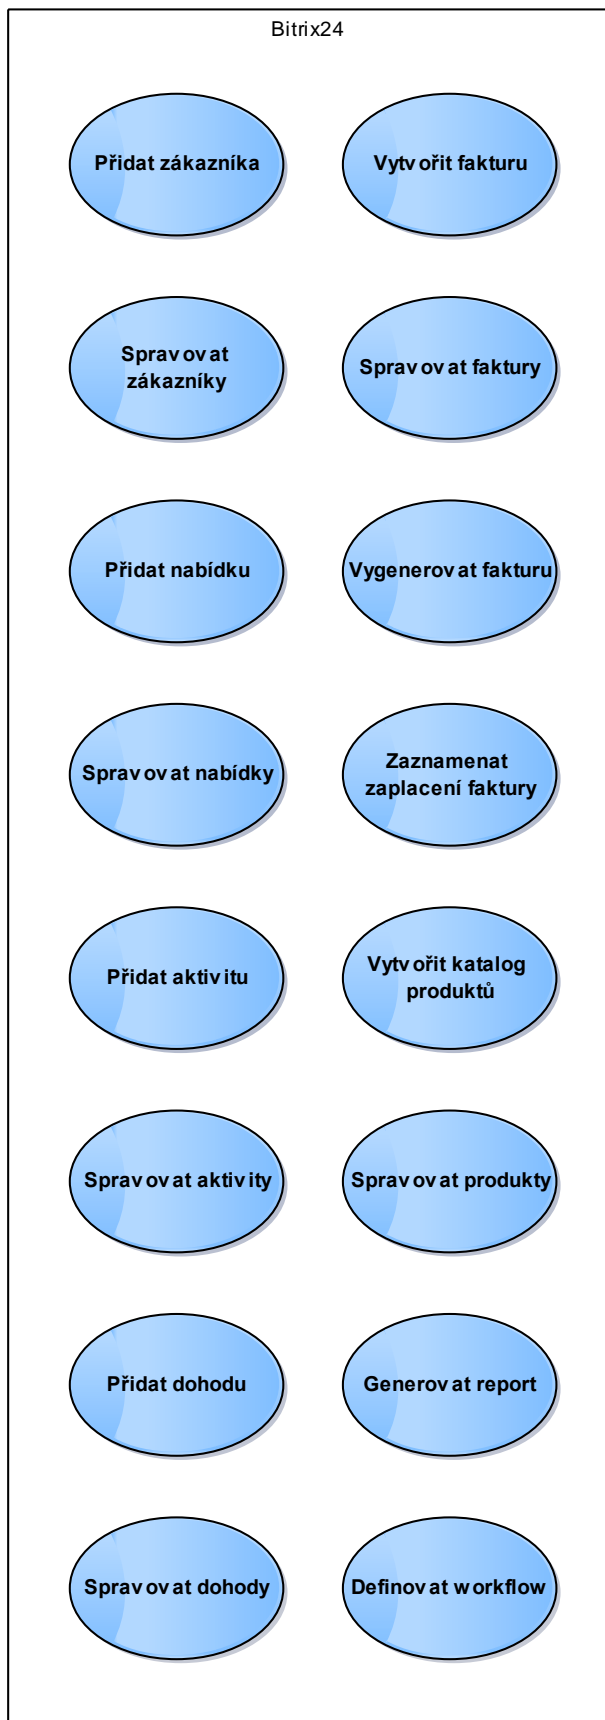 Bitrix24
Přidat zákazníka
Vytvořit fakturu
Spravovat
zákazníky
Spravovat faktury
Přidat nabídku
Vygenerovat fakturu
Spravovat nabídky
Zaznamenat
zaplacení faktury
Přidat aktivitu
Vytvořit katalog
produktů
Spravovat aktivity
Spravovat produkty
Přidat dohodu
Generovat report
Spravovat dohody
Definovat workflow